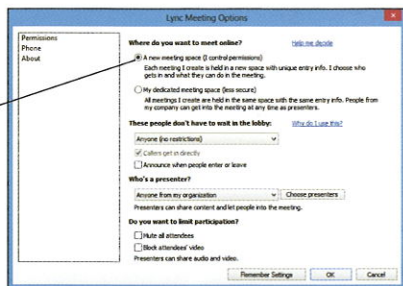 Lync Meeting Options
Permissions
Phone
About
Where do you want to meet online?
Help me decide
A new meeting space (I control permissions)
Each meeting I create is held in a new space with unique entry info. I choose who
gets in and what they can do in the meeting.
My dedicated meeting space (less secure)
All meetings I create are held in the same space with the same entry info. People from
my company can get into the meeting at any time as presenters.
These people don't have to wait in the lobby:
Why do I use this?
Anyone (no restrictions)
Callers get in directly
Announce when people enter or leave
Who's a presenter?
Anyone from my organization
Choose presenters
Presenters can share content and let people into the meeting.
Do you want to limit participation?
Mute all attendees
Block attendees' video
Presenters can share audio and video.
Remember Settings
OK
Cancel